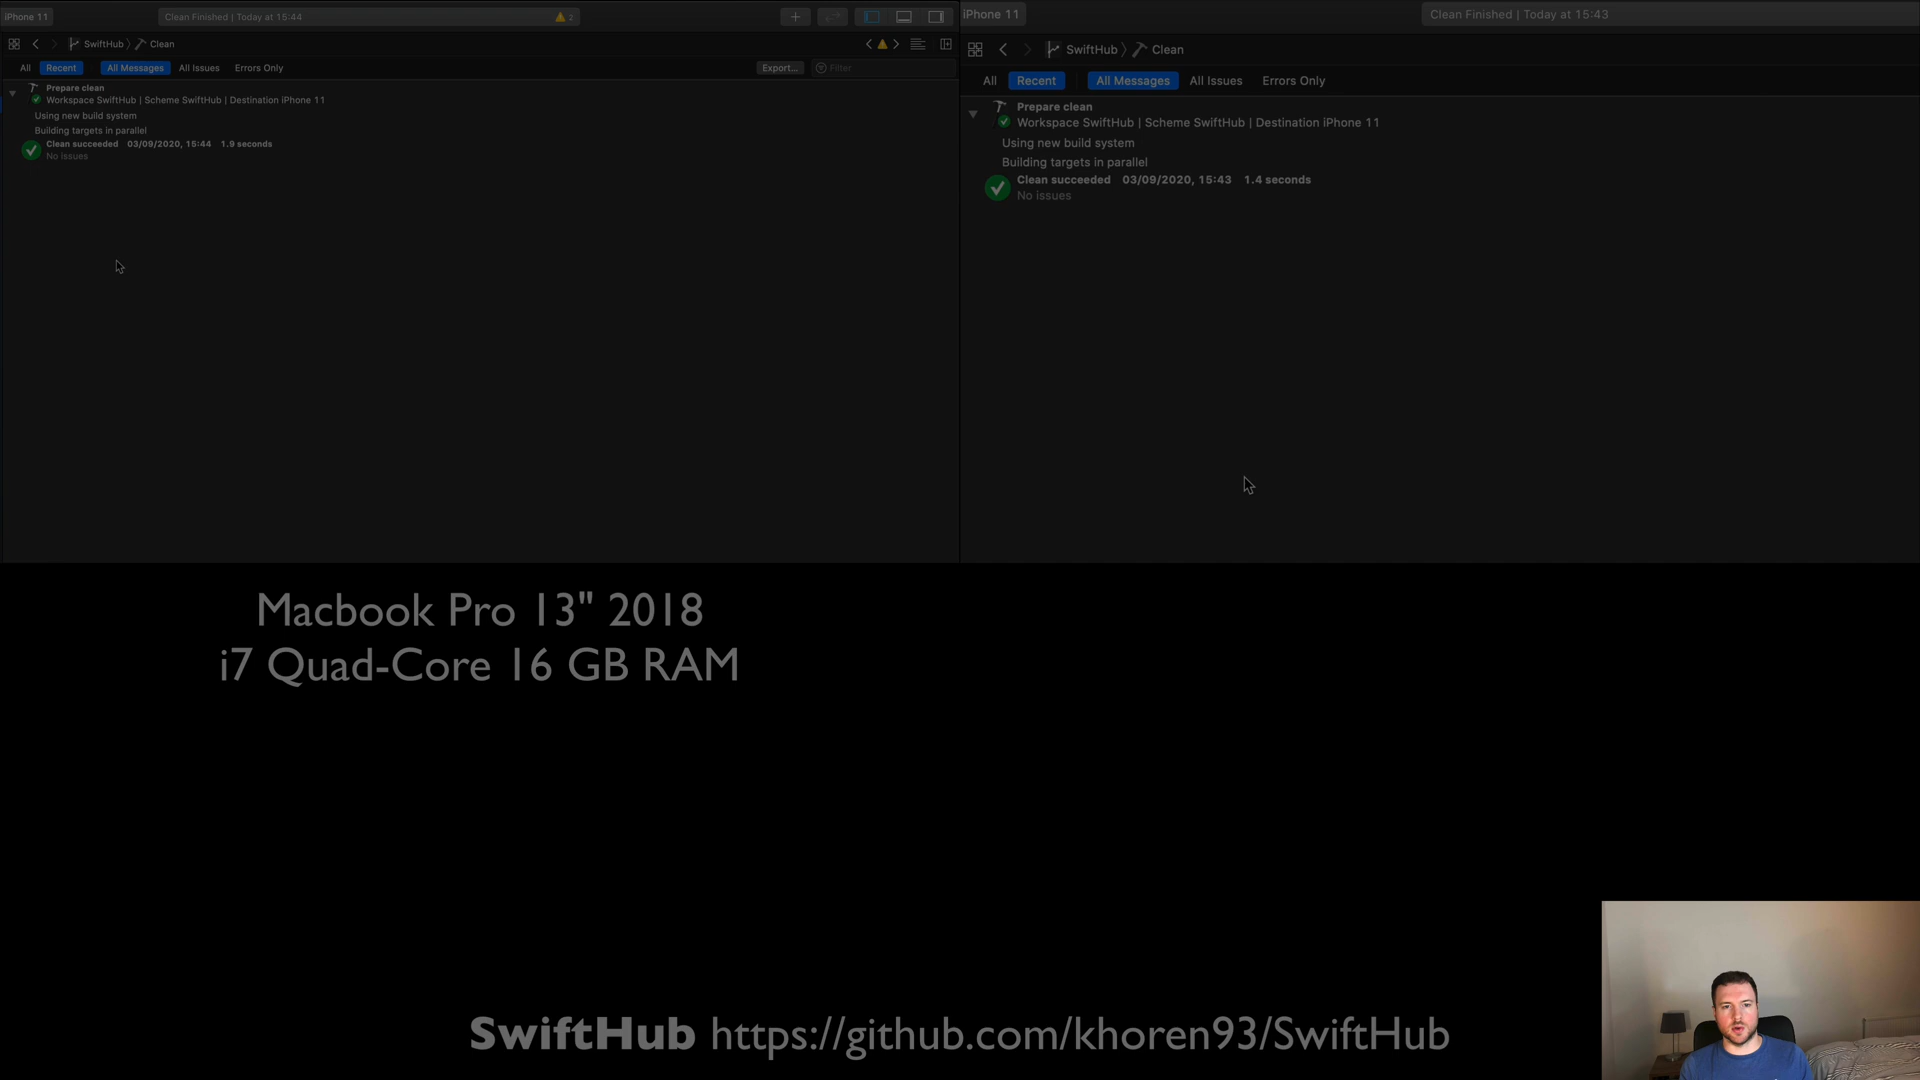 iPhone 11
Clean Finished | Today at 15:44
2
SwiftHub
Clean
All
Recent
All Messages
All Issues
Errors Only
Export...
Filter
Prepare clean
Workspace SwiftHub | Scheme SwiftHub | Destination iPhone 11
Using new build system
Building targets in parallel
Clean succeeded 03/09/2020, 15:44 1.9 seconds
No issues
iPhone 11
Clean Finished | Today at 15:43
SwiftHub
Clean
All
Recent
All Messages
All Issues
Errors Only
Prepare clean
Workspace SwiftHub | Scheme SwiftHub | Destination iPhone 11
Using new build system
Building targets in parallel
Clean succeeded 03/09/2020, 15:43 1.4 seconds
No issues
Macbook Pro 13" 2018
i7 Quad-Core 16 GB RAM
SwiftHub https://github.com/khoren93/SwiftHub